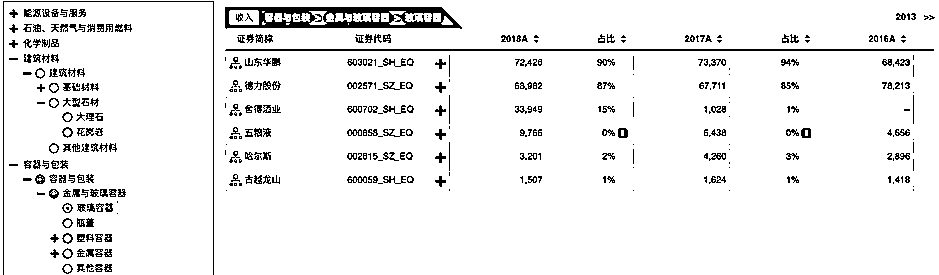 能源设备与服务
石油、天然气与消费用燃料
化学制品
建筑材料
建筑材料
基础材料
大型石材
大理石
花岗岩
其他建筑材料
容器与包装
容器与包装
金属与玻璃容器
玻璃容器
瓶盖
塑料容器
金属容器
其他容器
收入 容器与包装 > 金属与玻璃容器 > 玻璃容器
2013 >>
证券简称 证券代码 2018A 占比 2017A 占比 2016A
山东华鹏 603021_SH_EQ 72,426 90% 73,370 94% 68,423
德力股份 002571_SZ_EQ 68,982 87% 67,711 85% 78,213
舍得酒业 600702_SH_EQ 33,949 15% 1,028 1% –
五粮液 000858_SZ_EQ 9,766 0% 6,438 0% 4,656
哈尔斯 002615_SZ_EQ 3,201 2% 4,260 3% 2,896
古越龙山 600059_SH_EQ 1,507 1% 1,624 1% 1,418